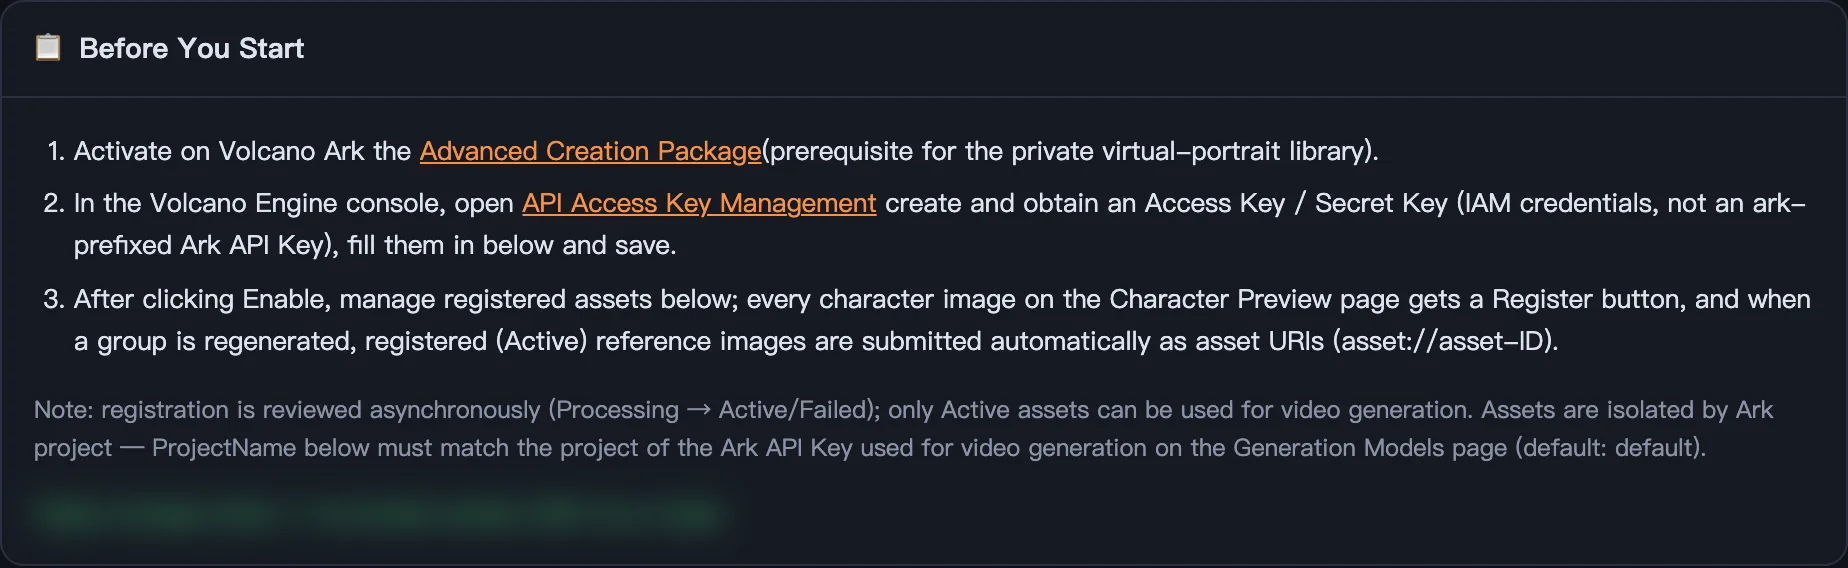 📋 Before You Start
1. Activate on Volcano Ark the Advanced Creation Package(prerequisite for the private virtual-portrait library).
2. In the Volcano Engine console, open API Access Key Management create and obtain an Access Key / Secret Key (IAM credentials, not an ark-
prefixed Ark API Key), fill them in below and save.
3. After clicking Enable, manage registered assets below; every character image on the Character Preview page gets a Register button, and when
a group is regenerated, registered (Active) reference images are submitted automatically as asset URIs (asset://asset-ID).
Note: registration is reviewed asynchronously (Processing → Active/Failed); only Active assets can be used for video generation. Assets are isolated by Ark
project — ProjectName below must match the project of the Ark API Key used for video generation on the Generation Models page (default: default).